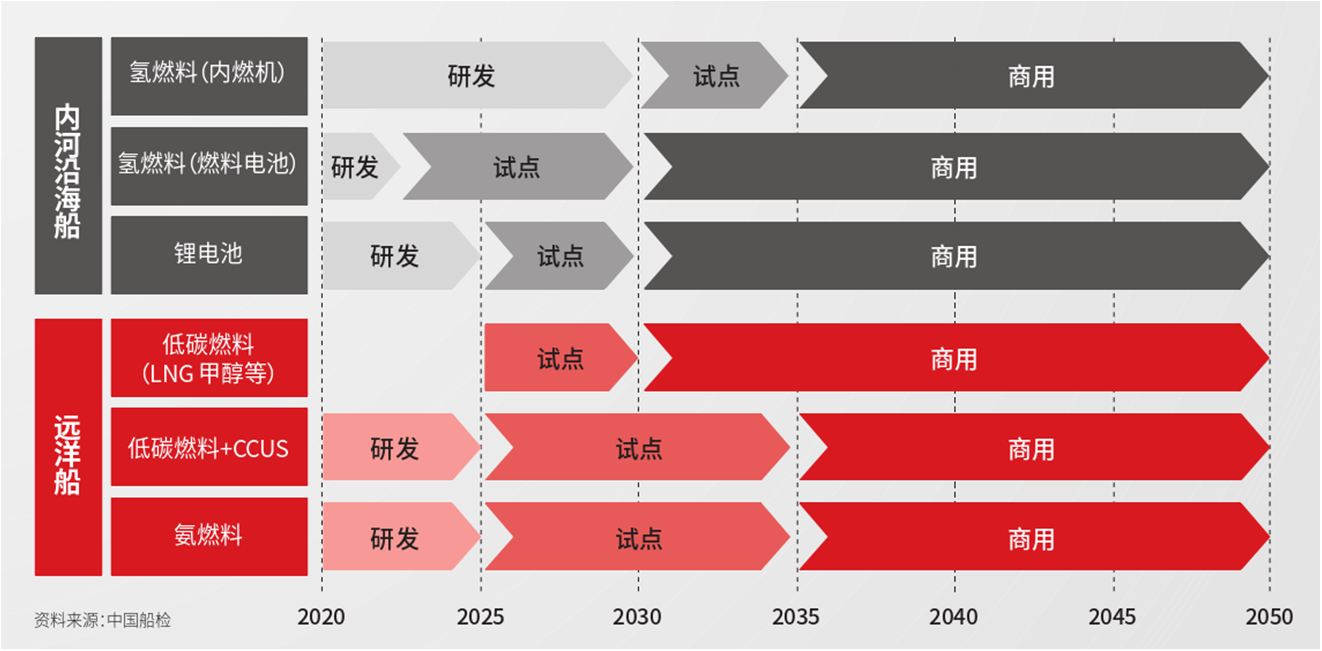 内河沿海船
氢燃料（内燃机）
研发
试点
商用
氢燃料（燃料电池）
研发
试点
商用
锂电池
研发
试点
商用
远洋船
低碳燃料
（LNG 甲醇等）
试点
商用
低碳燃料+CCUS
研发
试点
商用
氨燃料
研发
试点
商用
资料来源：中国船检
2020 2025 2030 2035 2040 2045 2050